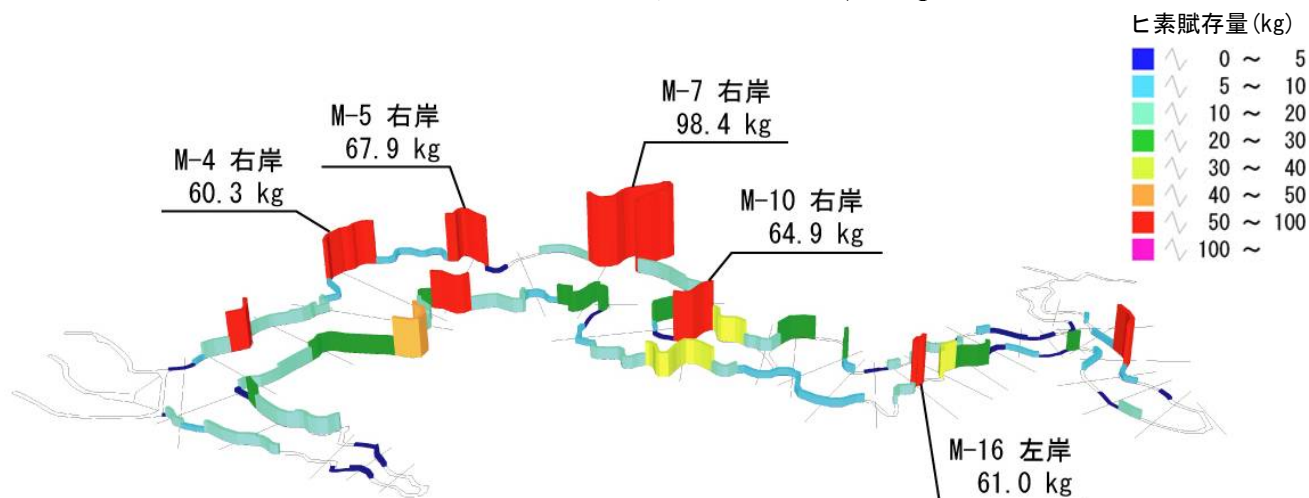 ヒ素賦存量(kg)
0 ～ 5
5 ～ 10
10 ～ 20
20 ～ 30
30 ～ 40
40 ～ 50
50 ～ 100
100 ～
M-7 右岸
98.4 kg
M-5 右岸
67.9 kg
M-4 右岸
60.3 kg
M-10 右岸
64.9 kg
M-16 左岸
61.0 kg